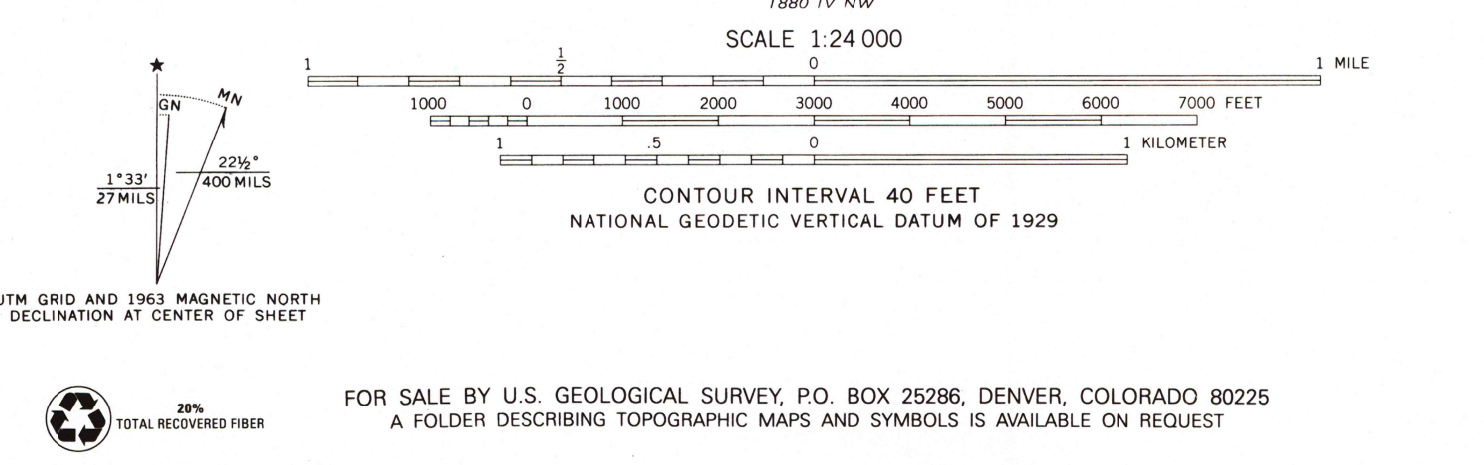 1880 IV NW
SCALE 1:24 000
1 1/2 0 1 MILE
1000 0 1000 2000 3000 4000 5000 6000 7000 FEET
1 .5 0 1 KILOMETER
CONTOUR INTERVAL 40 FEET
NATIONAL GEODETIC VERTICAL DATUM OF 1929
★
GN
MN
1°33′
27 MILS
22½°
400 MILS
UTM GRID AND 1963 MAGNETIC NORTH
DECLINATION AT CENTER OF SHEET
20%
TOTAL RECOVERED FIBER
FOR SALE BY U.S. GEOLOGICAL SURVEY, P.O. BOX 25286, DENVER, COLORADO 80225
A FOLDER DESCRIBING TOPOGRAPHIC MAPS AND SYMBOLS IS AVAILABLE ON REQUEST